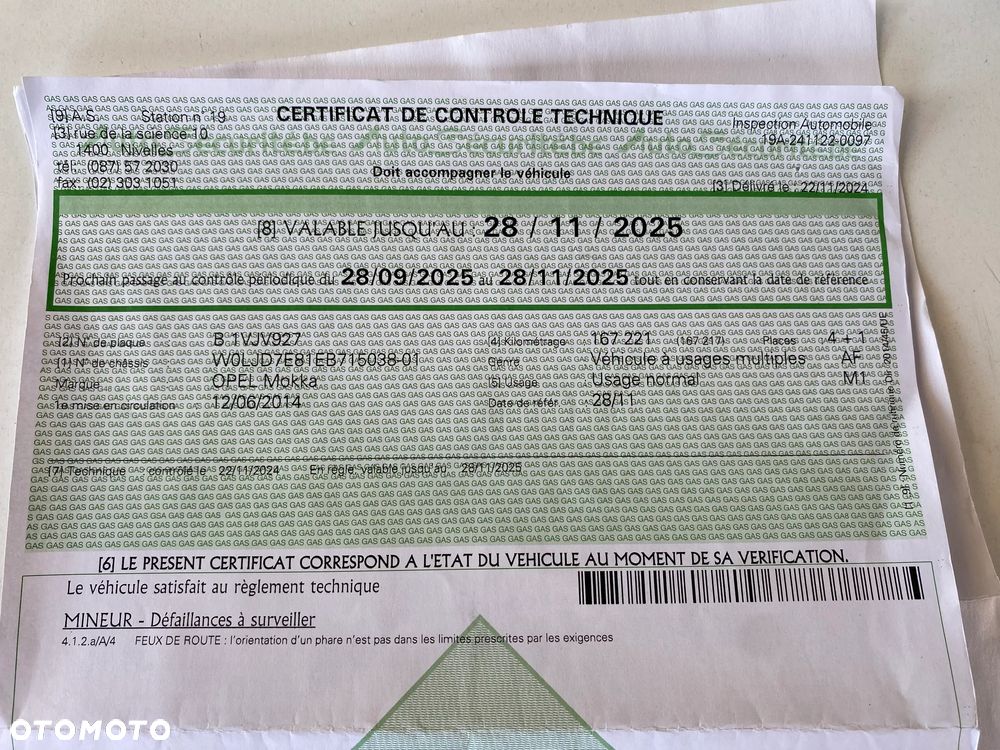 [9] A.S. Station n° 19
[3] rue de la science 10
1400 Nivelles
tél: (067) 57 2030
fax: (02) 303 1051
CERTIFICAT DE CONTROLE TECHNIQUE
Doit accompagner le véhicule
Inspection Automobile
19A-241122-0097
[3] Délivré le : 22/11/2024
[8] VALABLE JUSQU'AU : 28 / 11 / 2025
Prochain passage au contrôle périodique du 28/09/2025 au 28/11/2025 tout en conservant la date de référence
[2] N° de plaque B 1VJV927
[1] N° de châssis
Marque OPEL Mokka
1e mise en circulation 12/06/2014
[4] Kilométrage 167 221 (167 217) Places 4 + 1
Genre Véhicule à usages multiples AF
[5] Usage Usage normal M1
Date de réfer. 28/11
[7] Technique contrôlé le 22/11/2024 En règle, valable jusqu'au 28/11/2025
[6] LE PRESENT CERTIFICAT CORRESPOND A L'ETAT DU VEHICULE AU MOMENT DE SA VERIFICATION.
Le véhicule satisfait au règlement technique
MINEUR - Défaillances à surveiller
4.1.2.a/A/4 FEUX DE ROUTE : l'orientation d'un phare n'est pas dans les limites prescrites par les exigences
OTOMOTO